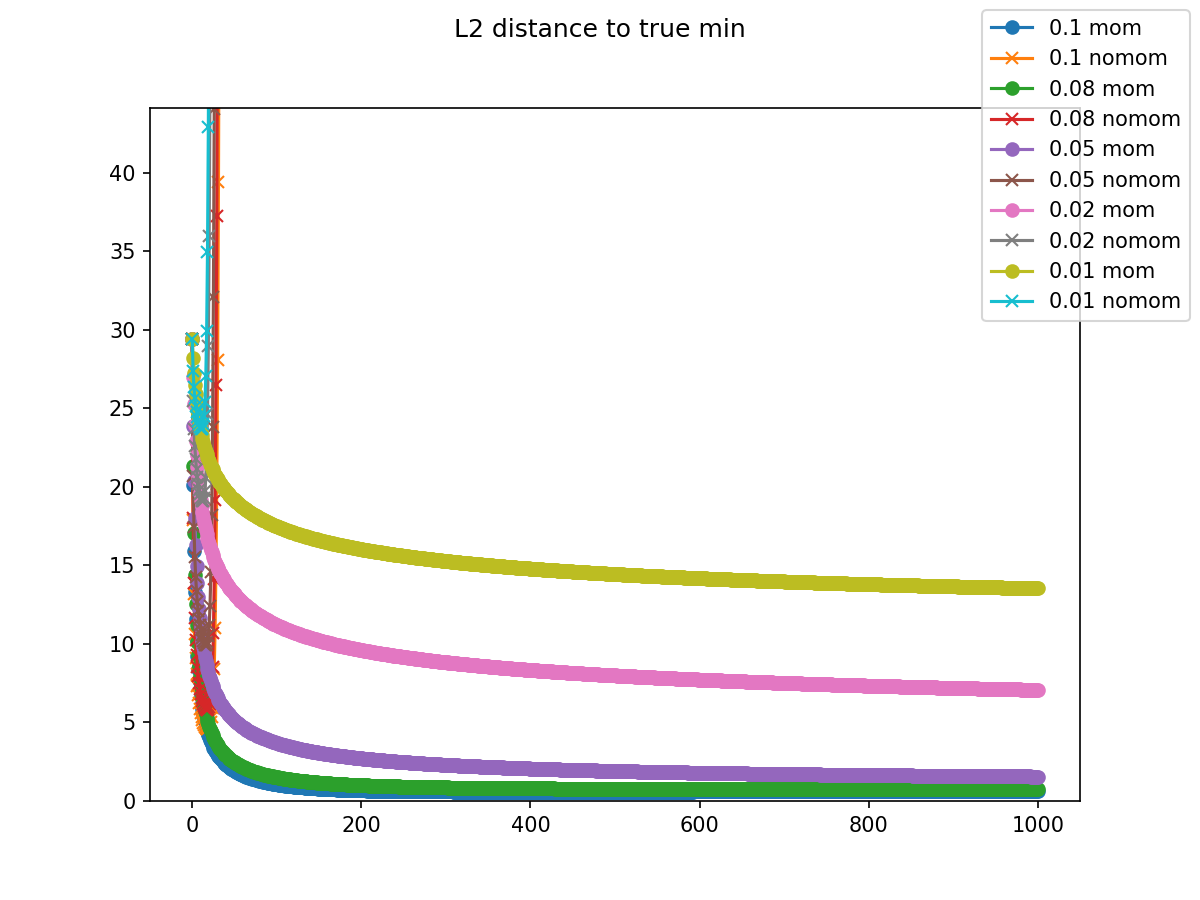 L2 distance to true min
0.1 mom
0.1 nomom
0.08 mom
0.08 nomom
0.05 mom
0.05 nomom
0.02 mom
0.02 nomom
0.01 mom
0.01 nomom
40
35
30
25
20
15
10
5
0
0 200 400 600 800 1000